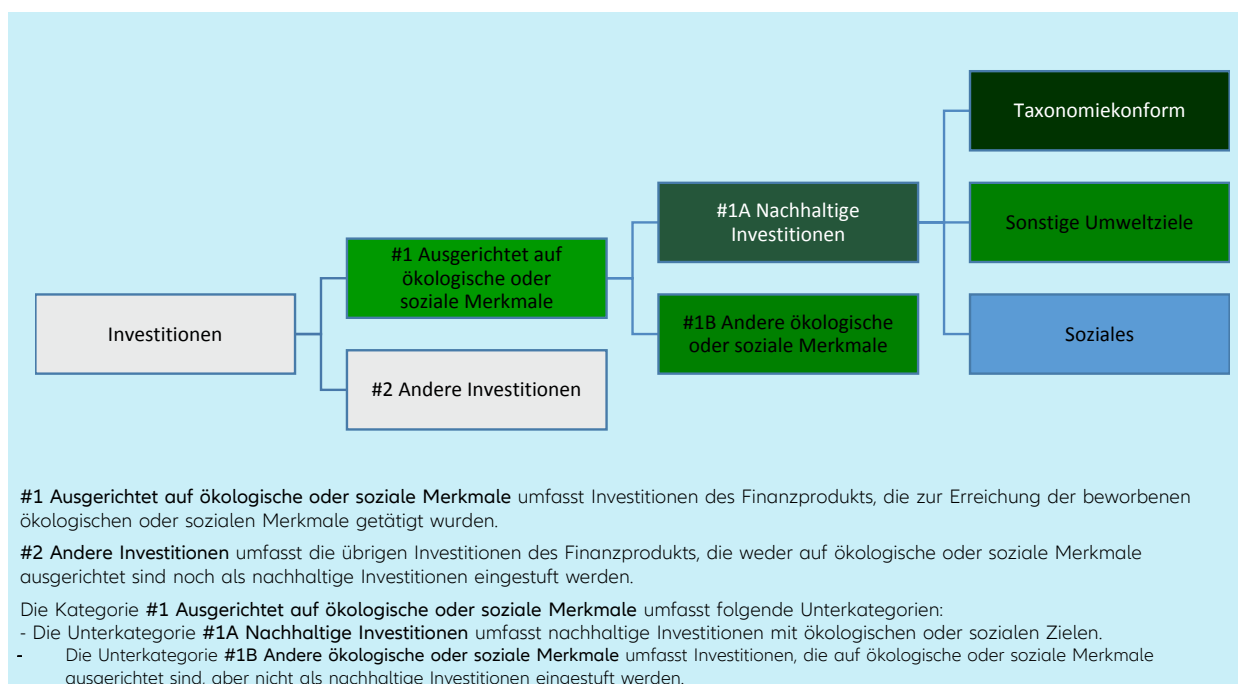 Taxonomiekonform
#1A Nachhaltige
Investitionen
Sonstige Umweltziele
#1 Ausgerichtet auf
ökologische oder
soziale Merkmale
Investitionen
#1B Andere ökologische
oder soziale Merkmale
Soziales
#2 Andere Investitionen
#1 Ausgerichtet auf ökologische oder soziale Merkmale umfasst Investitionen des Finanzprodukts, die zur Erreichung der beworbenen
ökologischen oder sozialen Merkmale getätigt wurden.
#2 Andere Investitionen umfasst die übrigen Investitionen des Finanzprodukts, die weder auf ökologische oder soziale Merkmale
ausgerichtet sind noch als nachhaltige Investitionen eingestuft werden.
Die Kategorie #1 Ausgerichtet auf ökologische oder soziale Merkmale umfasst folgende Unterkategorien:
- Die Unterkategorie #1A Nachhaltige Investitionen umfasst nachhaltige Investitionen mit ökologischen oder sozialen Zielen.
- Die Unterkategorie #1B Andere ökologische oder soziale Merkmale umfasst Investitionen, die auf ökologische oder soziale Merkmale
ausgerichtet sind, aber nicht als nachhaltige Investitionen eingestuft werden.